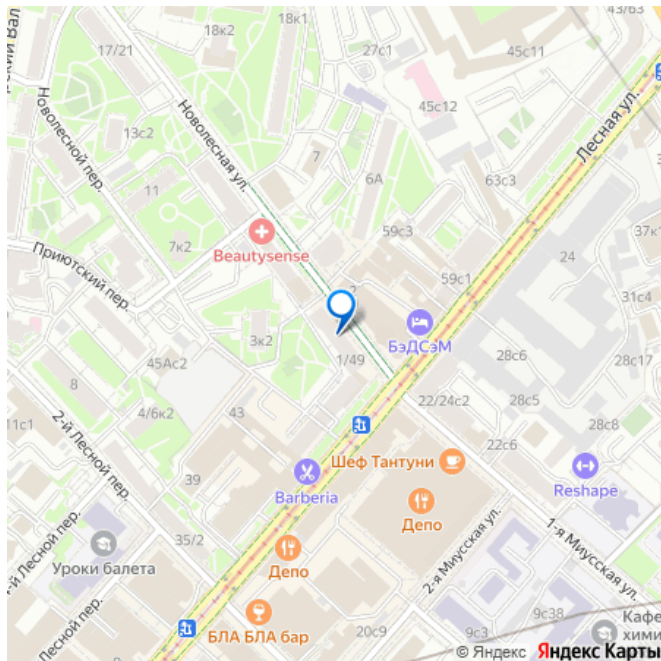 18к2
18к1
43/63
17/21
27с1
45с11
Новолесной пер.
Новолесная ул.
45с12
Лесная ул.
13с2
7
11
6А
63с3
7к2
59с3
37к1
Beautysense
24
Приютский пер.
59с1
31с4
3к2
БэДСэМ
1/49
28с6
28с17
45Ас2
8
22/24с2
28с5
4/6к2
43
28с8
11с1
22с6
2-й Лесной пер.
Шеф Тантуни
39
Barberia
Reshape
Депо
35/2
1-я Миусская ул.
2-я Миусская ул.
Уроки балета
Депо
БЛА БЛА бар
20с9
9с3
9с38
Кафе
хими
Лесной пер.
© Яндекс Яндекс Карты